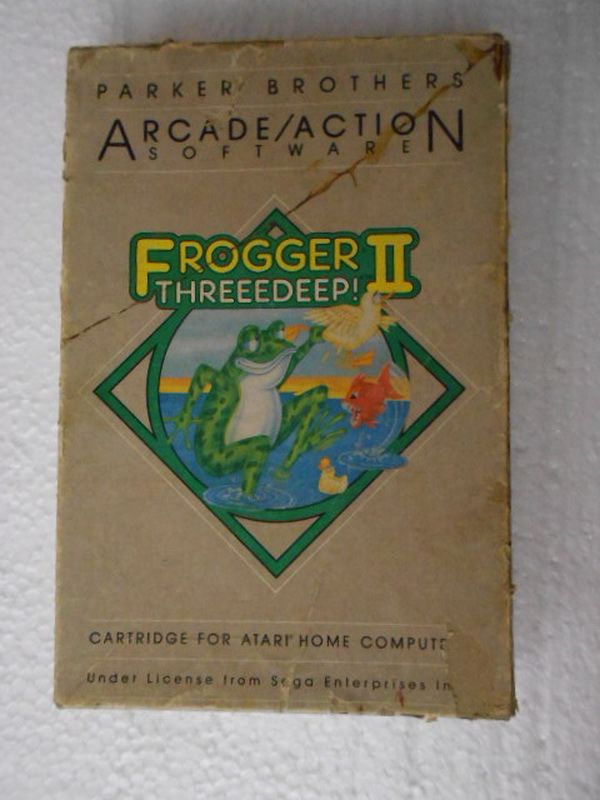 PARKER BROTHERS
ARCADE/ACTION
SOFTWARE
FROGGER II
THREEEDEEP!
CARTRIDGE FOR ATARI® HOME COMPUTE
Under License from Sega Enterprises In